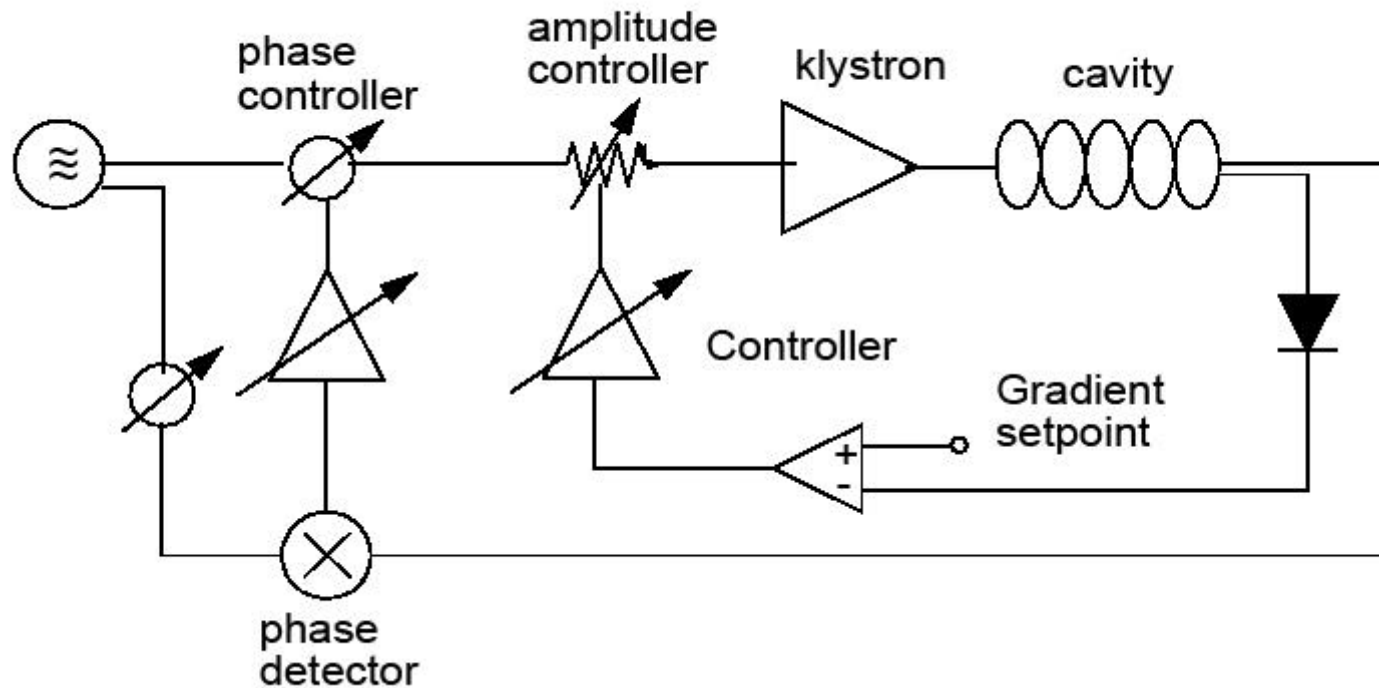 amplitude
controller
phase
controller
klystron
cavity
≋
Controller
Gradient
setpoint
+
-
phase
detector